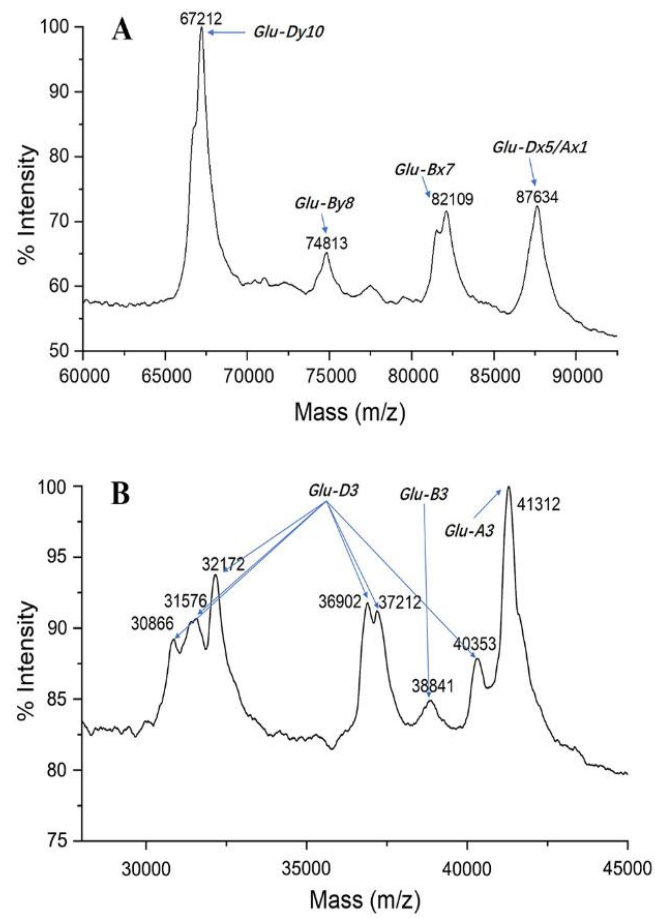 A
67212
Glu-Dy10
Glu-By8
74813
Glu-Bx7
82109
Glu-Dx5/Ax1
87634
100
90
80
70
60
50
% Intensity
60000 65000 70000 75000 80000 85000 90000
Mass (m/z)
B
Glu-D3
Glu-B3
Glu-A3
41312
30866
31576
32172
36902
37212
38841
40353
100
95
90
85
80
75
% Intensity
30000 35000 40000 45000
Mass (m/z)